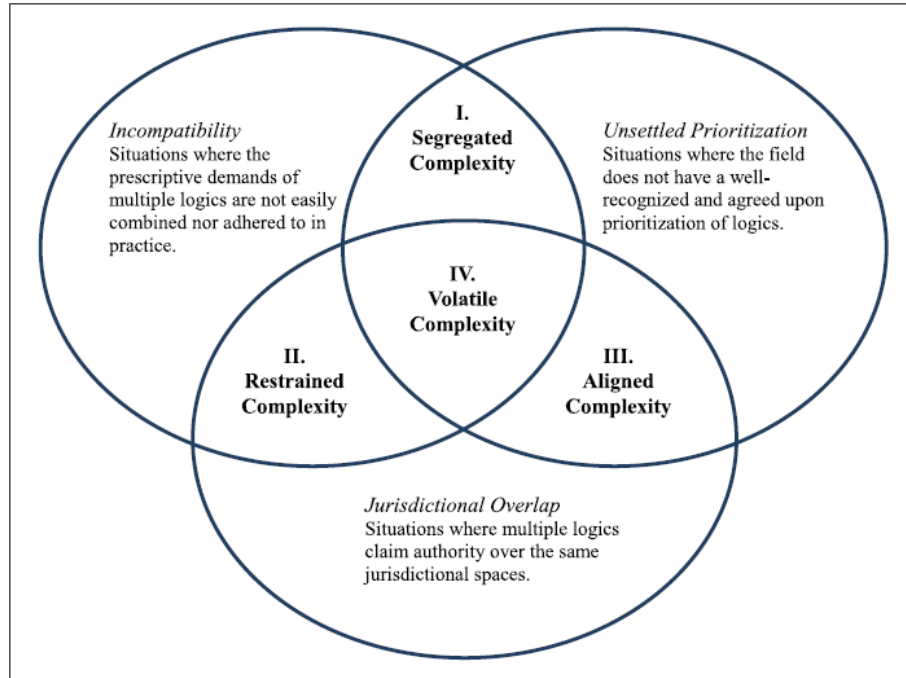 I.
Segregated
Complexity
Incompatibility
Situations where the
prescriptive demands of
multiple logics are not easily
combined nor adhered to in
practice.
Unsettled Prioritization
Situations where the field
does not have a well-
recognized and agreed upon
prioritization of logics.
IV.
Volatile
Complexity
II.
Restrained
Complexity
III.
Aligned
Complexity
Jurisdictional Overlap
Situations where multiple logics
claim authority over the same
jurisdictional spaces.